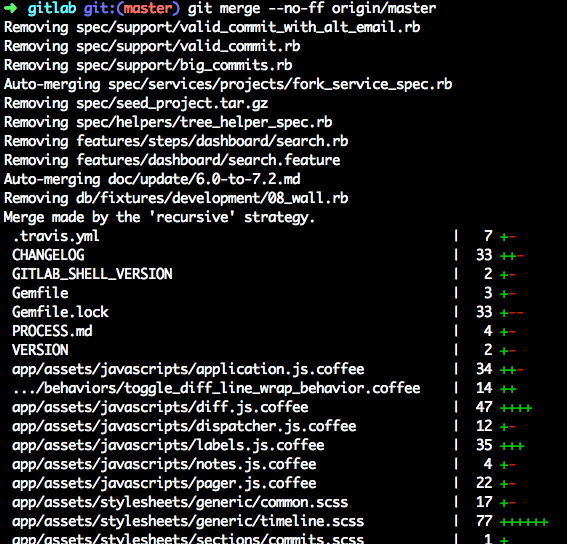 ➜ gitlab git:(master) git merge --no-ff origin/master
Removing spec/support/valid_commit_with_alt_email.rb
Removing spec/support/valid_commit.rb
Removing spec/support/big_commits.rb
Auto-merging spec/services/projects/fork_service_spec.rb
Removing spec/seed_project.tar.gz
Removing spec/helpers/tree_helper_spec.rb
Removing features/steps/dashboard/search.rb
Removing features/dashboard/search.feature
Auto-merging doc/update/6.0-to-7.2.md
Removing db/fixtures/development/08_wall.rb
Merge made by the 'recursive' strategy.
.travis.yml | 7 +-
CHANGELOG | 33 ++-
GITLAB_SHELL_VERSION | 2 +-
Gemfile | 3 +-
Gemfile.lock | 33 +--
PROCESS.md | 4 +-
VERSION | 2 +-
app/assets/javascripts/application.js.coffee | 34 ++-
.../behaviors/toggle_diff_line_wrap_behavior.coffee | 14 ++
app/assets/javascripts/diff.js.coffee | 47 ++++
app/assets/javascripts/dispatcher.js.coffee | 12 +-
app/assets/javascripts/labels.js.coffee | 35 +++
app/assets/javascripts/notes.js.coffee | 4 +-
app/assets/javascripts/pager.js.coffee | 22 +-
app/assets/stylesheets/generic/common.scss | 17 +-
app/assets/stylesheets/generic/timeline.scss | 77 ++++++
app/assets/stylesheets/sections/commits.scss | 1 +